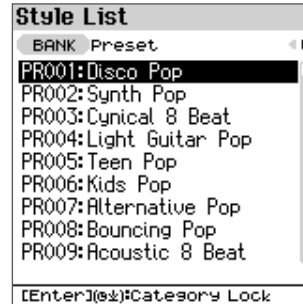 Style List
BANK Preset
PR001:Disco Pop
PR002:Synth Pop
PR003:Cynical 8 Beat
PR004:Light Guitar Pop
PR005:Teen Pop
PR006:Kids Pop
PR007:Alternative Pop
PR008:Bouncing Pop
PR009:Acoustic 8 Beat
[Enter]():Category Lock